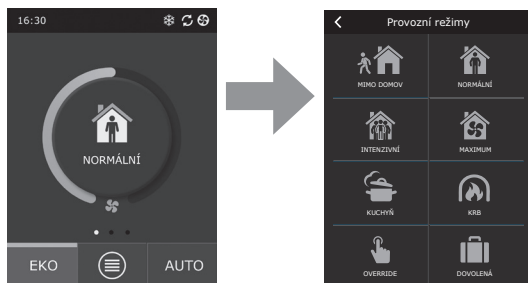 16:30
NORMÁLNÍ
EKO
AUTO
Provozní režimy
MIMO DOMOV
NORMÁLNÍ
INTENZIVNÍ
MAXIMUM
KUCHYŇ
KRB
OVERRIDE
DOVOLENÁ